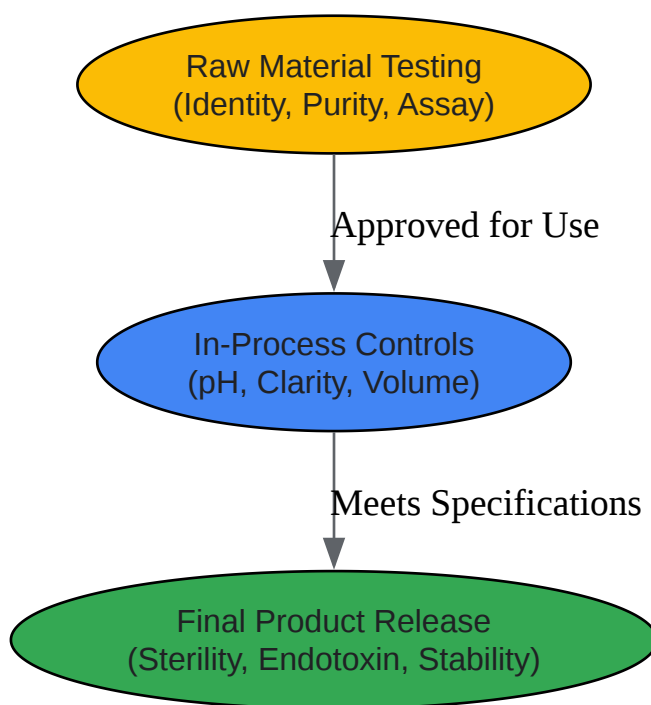 Raw Material Testing
(Identity, Purity, Assay)
Approved for Use
In-Process Controls
(pH, Clarity, Volume)
Meets Specifications
Final Product Release
(Sterility, Endotoxin, Stability)